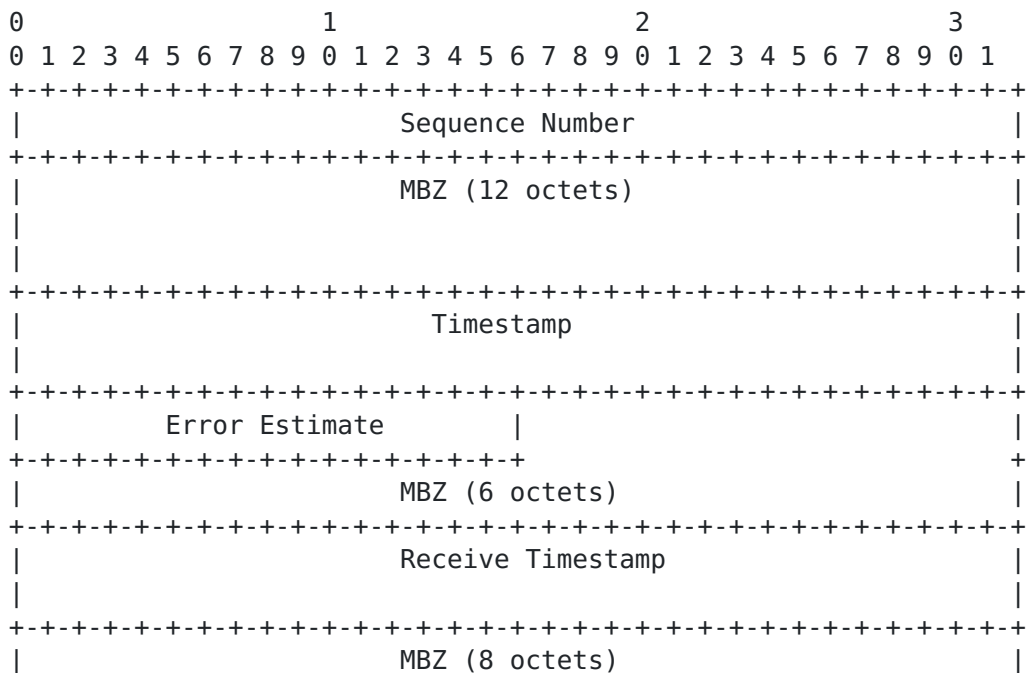 0                   1                   2                   3
0 1 2 3 4 5 6 7 8 9 0 1 2 3 4 5 6 7 8 9 0 1 2 3 4 5 6 7 8 9 0 1
+-+-+-+-+-+-+-+-+-+-+-+-+-+-+-+-+-+-+-+-+-+-+-+-+-+-+-+-+-+-+-+-+
|                        Sequence Number                        |
+-+-+-+-+-+-+-+-+-+-+-+-+-+-+-+-+-+-+-+-+-+-+-+-+-+-+-+-+-+-+-+-+
|                        MBZ (12 octets)                        |
|                                                               |
|                                                               |
+-+-+-+-+-+-+-+-+-+-+-+-+-+-+-+-+-+-+-+-+-+-+-+-+-+-+-+-+-+-+-+-+
|                          Timestamp                            |
|                                                               |
+-+-+-+-+-+-+-+-+-+-+-+-+-+-+-+-+-+-+-+-+-+-+-+-+-+-+-+-+-+-+-+-+
|         Error Estimate        |                               |
+-+-+-+-+-+-+-+-+-+-+-+-+-+-+-+-+                               +
|                        MBZ (6 octets)                         |
+-+-+-+-+-+-+-+-+-+-+-+-+-+-+-+-+-+-+-+-+-+-+-+-+-+-+-+-+-+-+-+-+
|                        Receive Timestamp                      |
|                                                               |
+-+-+-+-+-+-+-+-+-+-+-+-+-+-+-+-+-+-+-+-+-+-+-+-+-+-+-+-+-+-+-+-+
|                        MBZ (8 octets)                         |